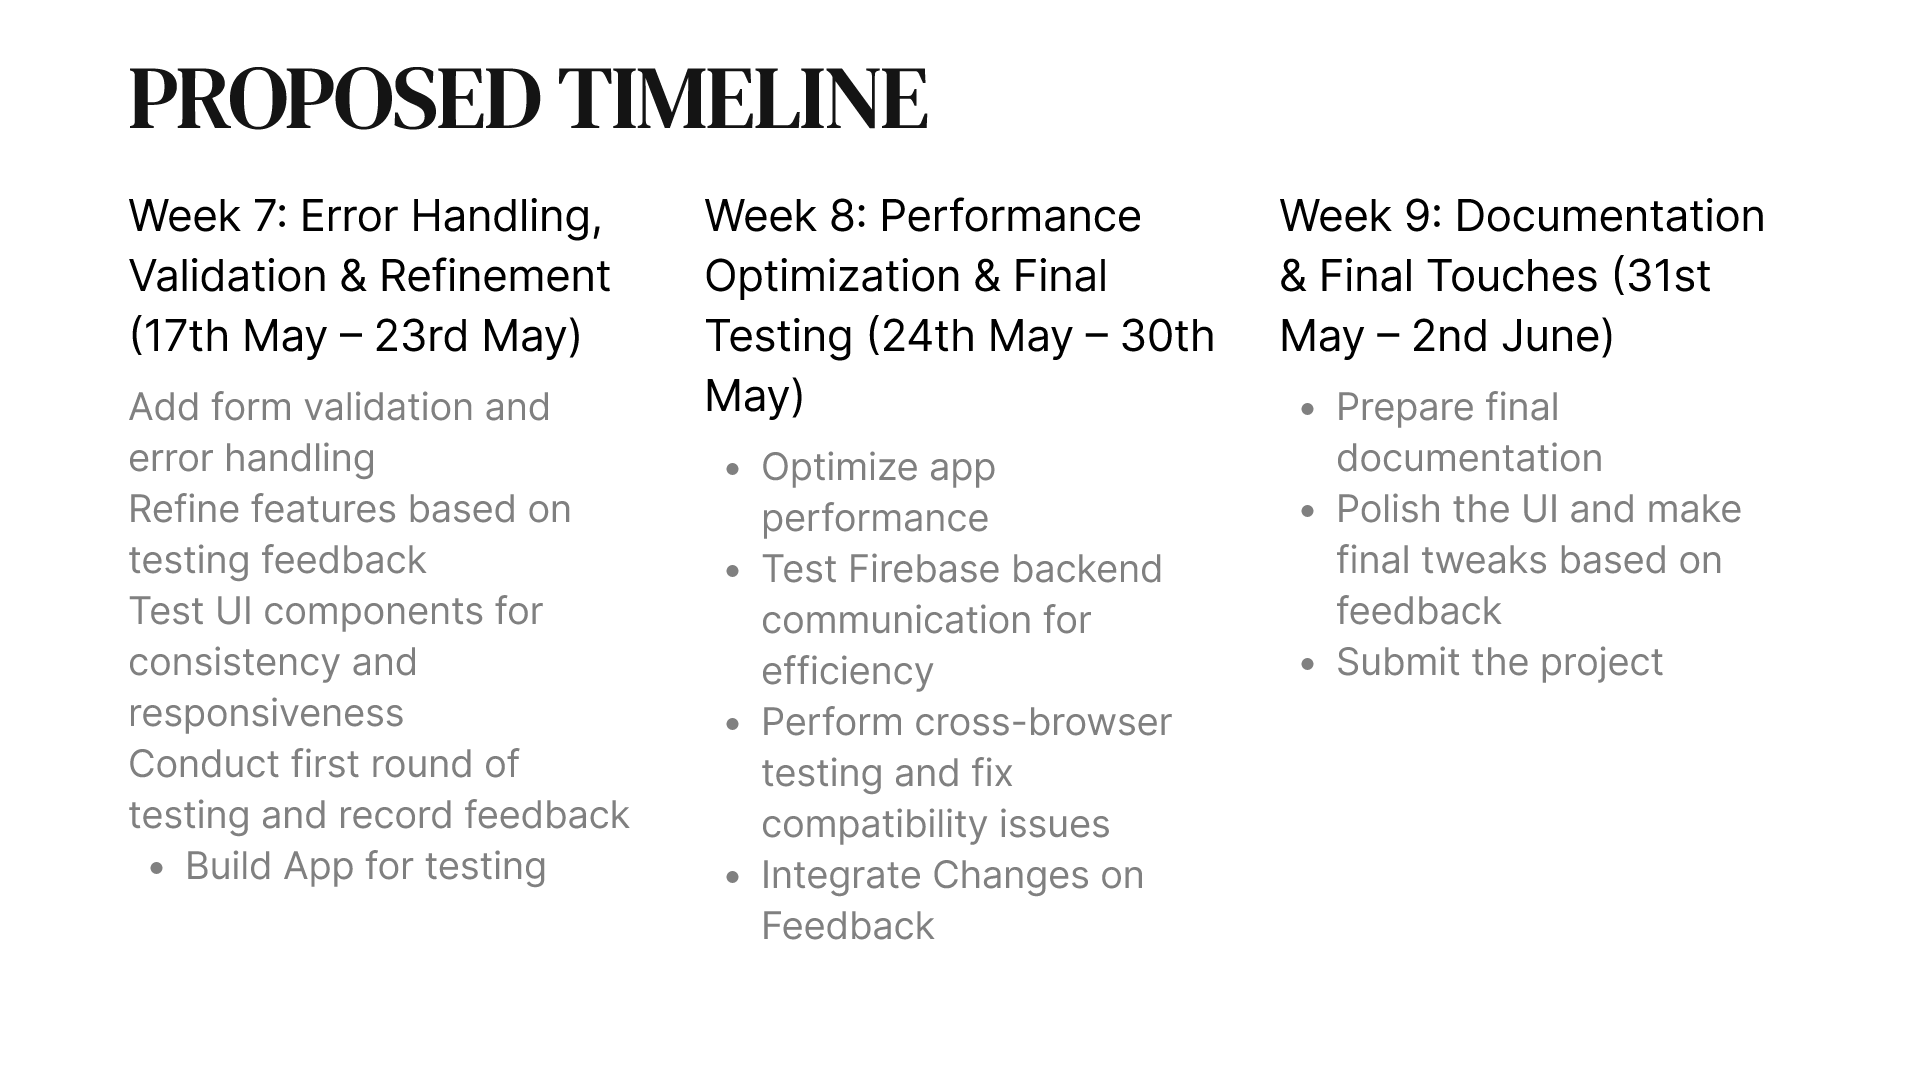 PROPOSED TIMELINE
Week 7: Error Handling,
Validation & Refinement
(17th May – 23rd May)
Add form validation and
error handling
Refine features based on
testing feedback
Test UI components for
consistency and
responsiveness
Conduct first round of
testing and record feedback
• Build App for testing
Week 8: Performance
Optimization & Final
Testing (24th May – 30th
May)
• Optimize app
performance
• Test Firebase backend
communication for
efficiency
• Perform cross-browser
testing and fix
compatibility issues
• Integrate Changes on
Feedback
Week 9: Documentation
& Final Touches (31st
May – 2nd June)
• Prepare final
documentation
• Polish the UI and make
final tweaks based on
feedback
• Submit the project